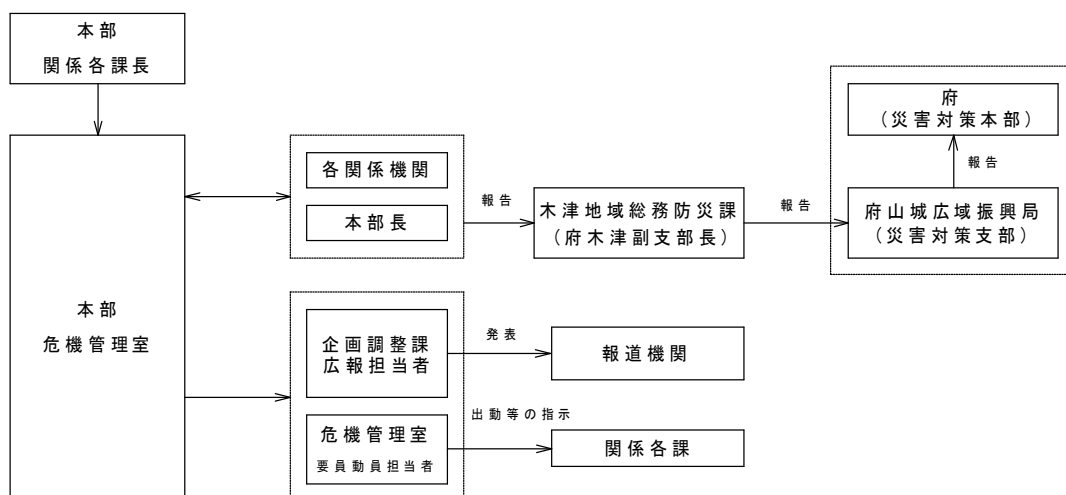 本部
関係各課長
本部
危機管理室
各関係機関
本部長
報告
木津地域総務防災課
(府木津副支部長)
報告
府
(災害対策本部)
報告
府山城広域振興局
(災害対策支部)
企画調整課
広報担当者
発表
報道機関
危機管理室
要員動員担当者
出動等の指示
関係各課